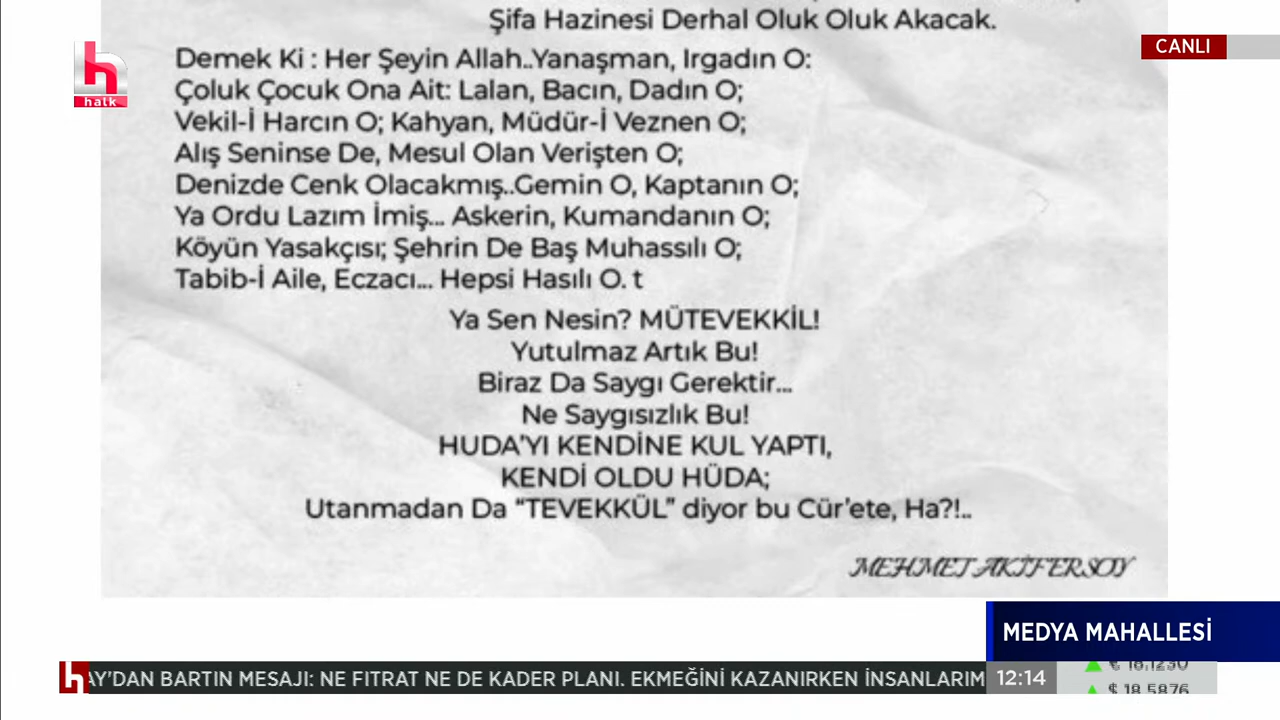 Şifa Hazinesi Derhal Oluk Oluk Akacak.
CANLI
h
halk
Demek Ki : Her Şeyin Allah..Yanaşman, Irgadın O:
Çoluk Çocuk Ona Ait: Lalan, Bacın, Dadın O;
Vekil-İ Harcın O; Kahyan, Müdür-İ Veznen O;
Alış Seninse De, Mesul Olan Verişten O;
Denizde Cenk Olacakmış..Gemin O, Kaptanın O;
Ya Ordu Lazım İmiş... Askerin, Kumandanın O;
Köyün Yasakçısı; Şehrin De Baş Muhassılı O;
Tabib-İ Aile, Eczacı... Hepsi Hasılı O. t
Ya Sen Nesin? MÜTEVEKKİL!
Yutulmaz Artık Bu!
Biraz Da Saygı Gerektir...
Ne Saygısızlık Bu!
HUDA'YI KENDİNE KUL YAPTI,
KENDİ OLDU HÜDA;
Utanmadan Da “TEVEKKÜL” diyor bu Cür'ete, Ha?!..
MEHMET AKİF ERSOY
MEDYA MAHALLESİ
h AY'DAN BARTIN MESAJI: NE FITRAT NE DE KADER PLANI. EKMEĞİNİ KAZANIRKEN İNSANLARIM 12:14
€ 18,1230
$ 18,5876